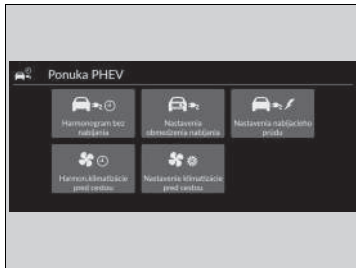 Ponuka PHEV
Harmonogram bez
nabíjania
Nastavenia
obmedzenia nabíjania
Nastavenia nabíjacieho
prúdu
Harmon.klimatizácie
pred cestou
Nastavenie klimatizácie
pred cestou